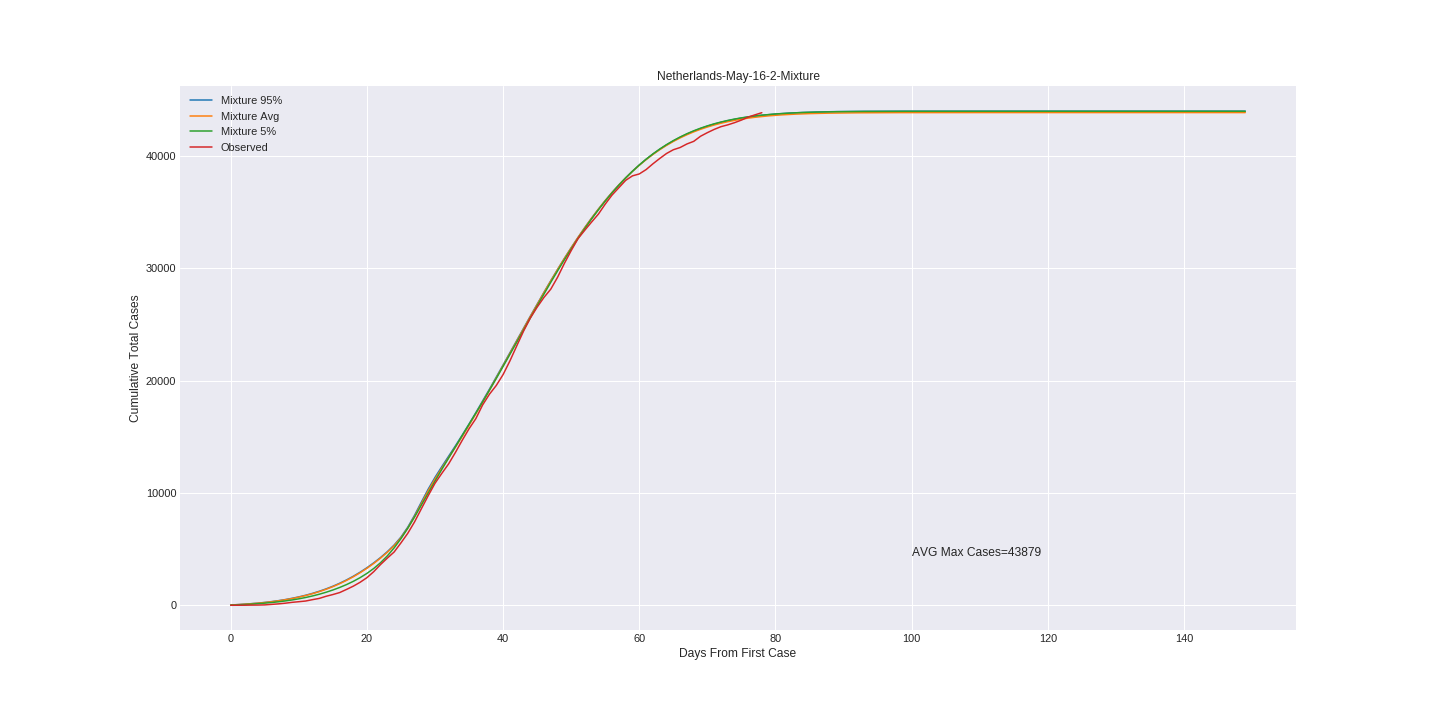 Netherlands-May-16-2-Mixture
Mixture 95%
Mixture Avg
Mixture 5%
Observed
Cumulative Total Cases
40000
30000
20000
10000
0
AVG Max Cases=43879
0 20 40 60 80 100 120 140
Days From First Case